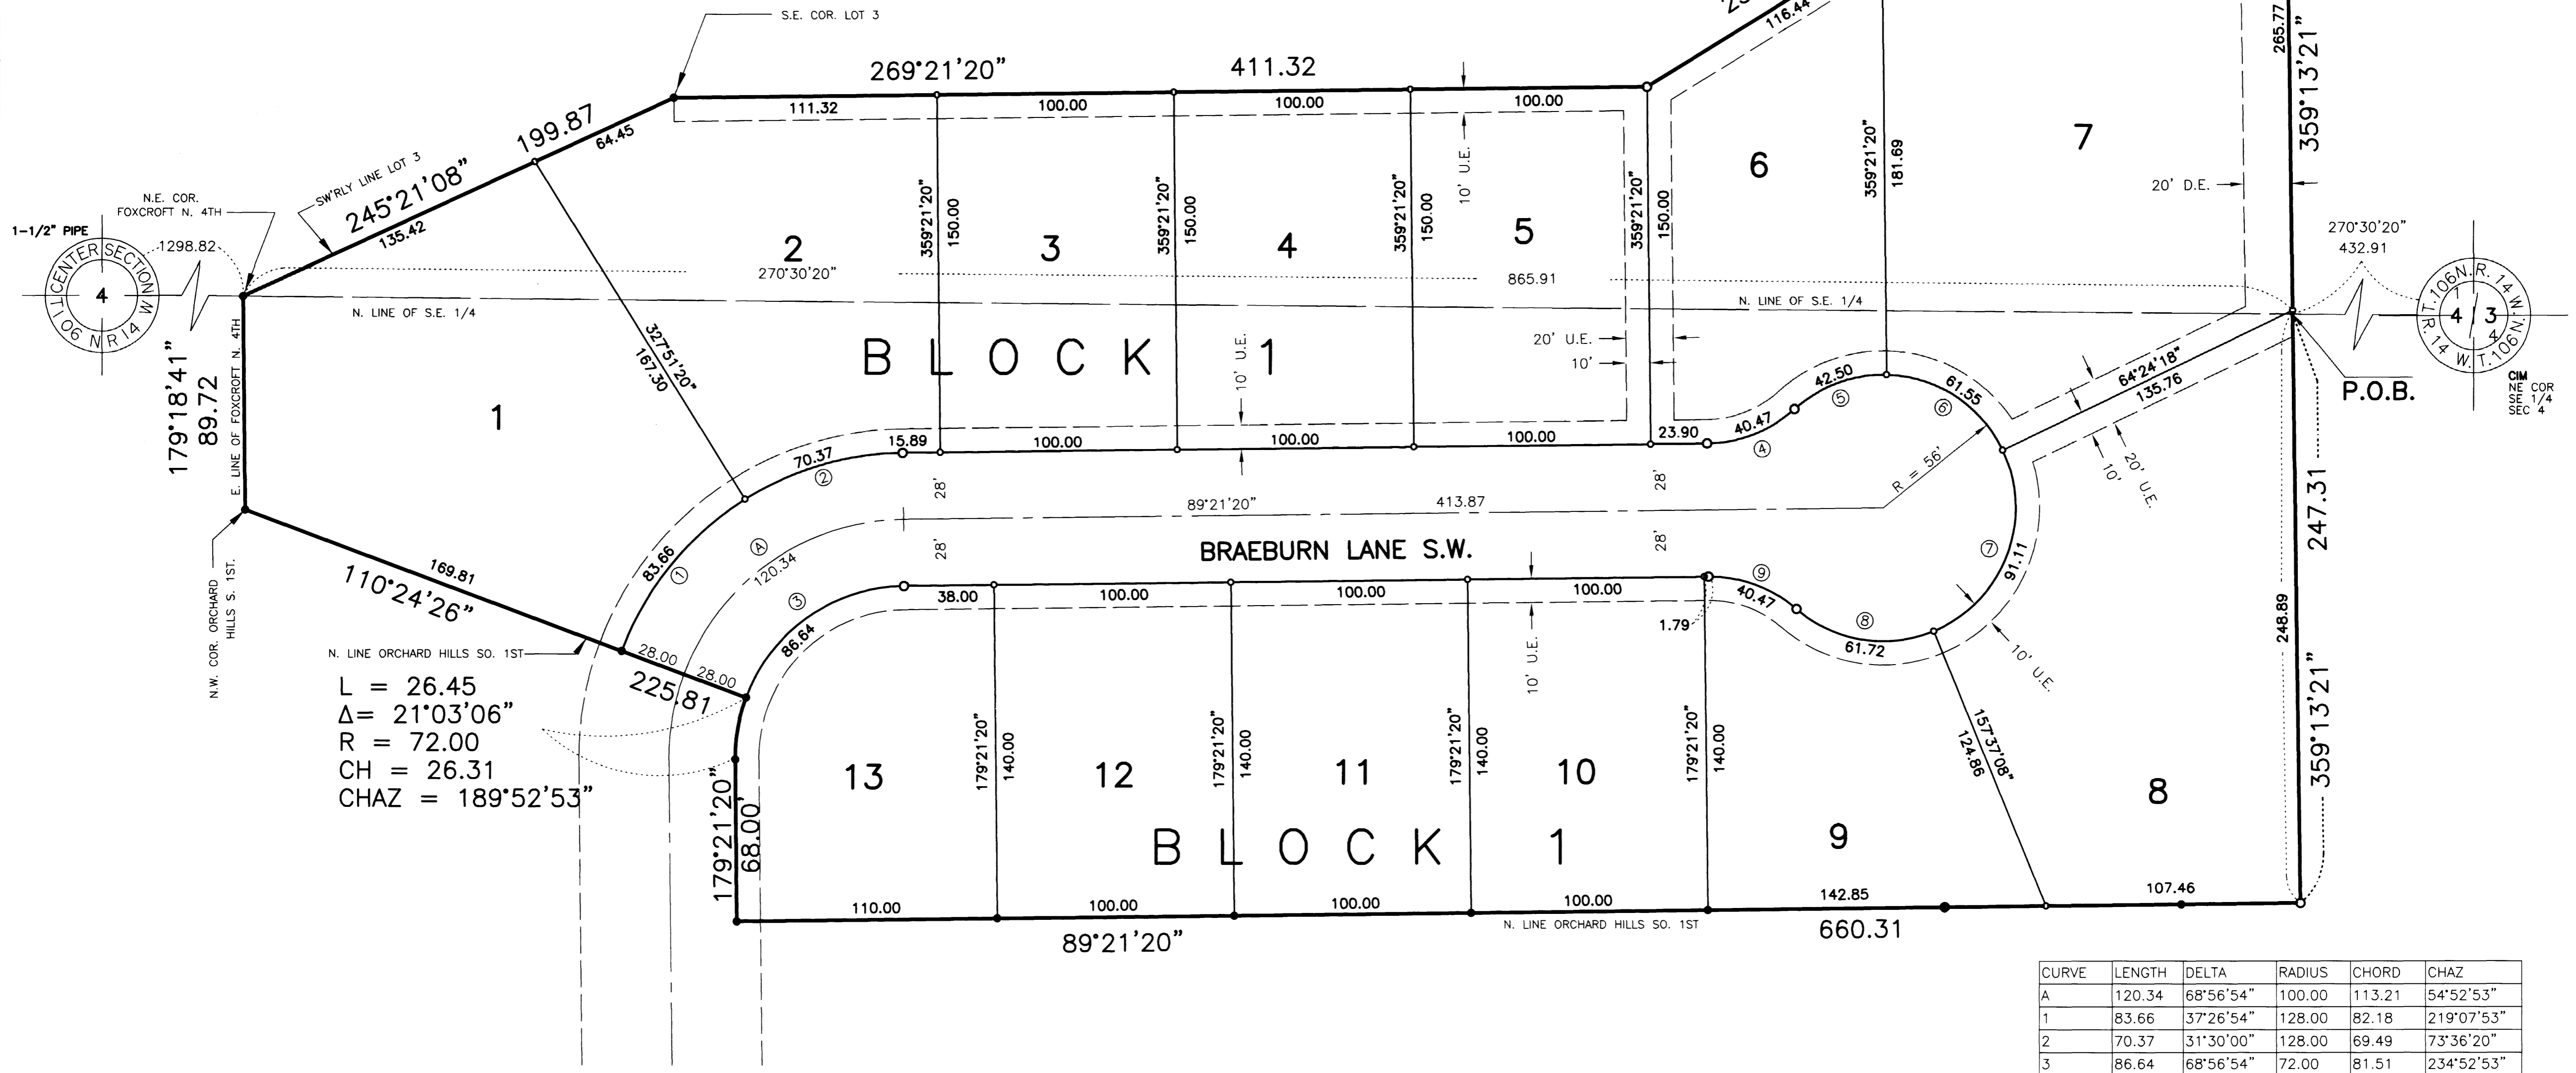 S.E. COR. LOT 3
269°21'20"
411.32
116.44
265.77
359°13'21"
111.32
100.00
100.00
100.00
199.87
64.45
SW'RLY LINE LOT 3
245°21'08"
135.42
N.E. COR.
FOXCROFT N. 4TH
1-1/2" PIPE
1298.82
CENTER SECTION
4
T.106 N R14 W
2
3
4
5
6
7
359°21'20"
150.00
359°21'20"
150.00
359°21'20"
150.00
359°21'20"
150.00
359°21'20"
181.69
10' U.E.
20' D.E.
270°30'20"
432.91
270°30'20"
865.91
N. LINE OF S.E. 1/4
N. LINE OF S.E. 1/4
T.106N.R. 14 W.
R. 14 W.T.106N.
4 3
4
CIM
NE COR
SE 1/4
SEC 4
P.O.B.
179°18'41"
89.72
E. LINE OF FOXCROFT N. 4TH
1
327°51'20"
167.30
BLOCK 1
10' U.E.
20' U.E.
10'
64°24'18"
135.76
20' U.E.
10'
15.89
100.00
100.00
100.00
23.90
40.47
4
42.50
5
61.55
6
70.37
2
83.66
1
A
120.34
28'
28'
28'
28'
89°21'20"
413.87
R = 56'
BRAEBURN LANE S.W.
7
91.11
247.31
248.89
359°13'21"
N.W. COR. ORCHARD
HILLS S. 1ST.
169.81
110°24'26"
N. LINE ORCHARD HILLS SO. 1ST
28.00
28.00
225.81
3
86.64
38.00
100.00
100.00
100.00
1.79
9
40.47
8
61.72
10' U.E.
10' U.E.
L = 26.45
Δ= 21°03'06"
R = 72.00
CH = 26.31
CHAZ = 189°52'53"
179°21'20"
68.00'
13
12
11
10
9
8
179°21'20"
140.00
179°21'20"
140.00
179°21'20"
140.00
179°21'20"
140.00
157°37'08"
124.86
BLOCK 1
110.00
100.00
100.00
100.00
142.85
107.46
N. LINE ORCHARD HILLS SO. 1ST
89°21'20"
660.31
CURVE LENGTH DELTA RADIUS CHORD CHAZ
A 120.34 68°56'54" 100.00 113.21 54°52'53"
1 83.66 37°26'54" 128.00 82.18 219°07'53"
2 70.37 31°30'00" 128.00 69.49 73°36'20"
3 86.64 68°56'54" 72.00 81.51 234°52'53"